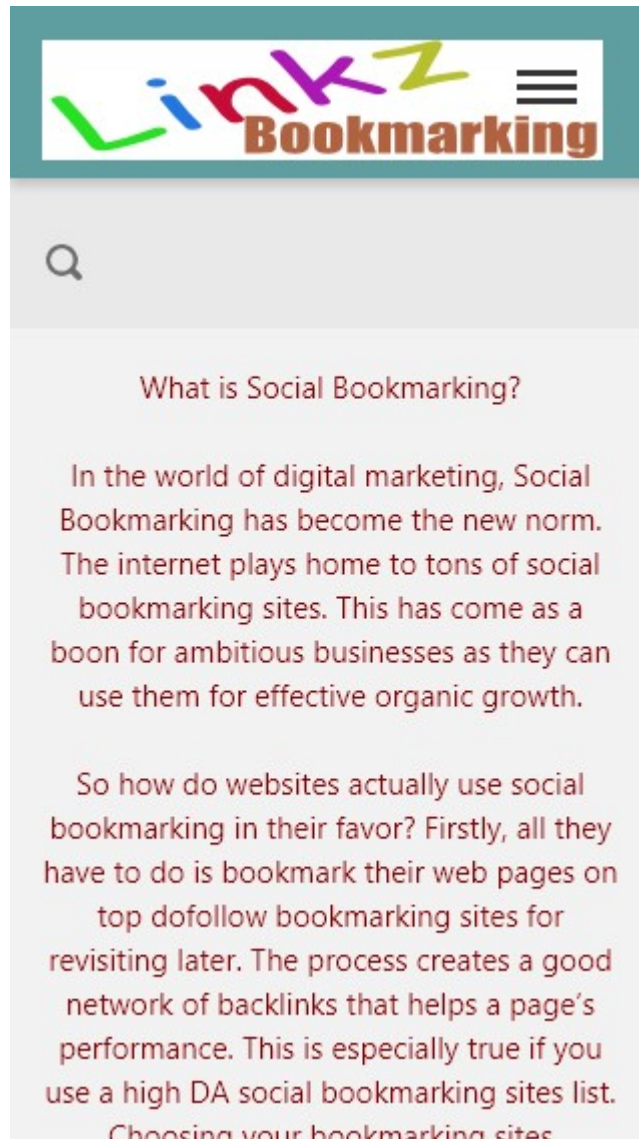 Linkz
Bookmarking
What is Social Bookmarking?
In the world of digital marketing, Social
Bookmarking has become the new norm.
The internet plays home to tons of social
bookmarking sites. This has come as a
boon for ambitious businesses as they can
use them for effective organic growth.
So how do websites actually use social
bookmarking in their favor? Firstly, all they
have to do is bookmark their web pages on
top dofollow bookmarking sites for
revisiting later. The process creates a good
network of backlinks that helps a page’s
performance. This is especially true if you
use a high DA social bookmarking sites list.
Choosing your bookmarking sites